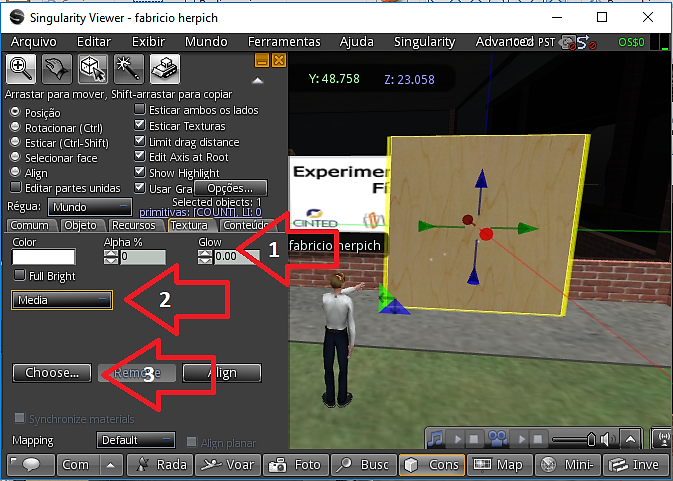 Singularity Viewer - fabricio herpich
Arquivo Editar Exibir Mundo Ferramentas Ajuda Singularity PST OS$0
Arrastar para mover, Shift-arrastar para copiar
Posição
Rotacionar (Ctrl)
Esticar (Ctrl-Shift)
Selecionar face
Align
Editar partes unidas
Esticar ambos os lados
Esticar Texturas
Limit drag distance
Edit Axis at Root
Show Highlight
Usar Gra Opções...
Régua: Mundo
Selected objects: 1
primitivas: [COUNT], LI: 0
Comum Objeto Recursos Textura Conteúdo
Color Alpha % Glow
0 0.00
1
Full Bright
Media
2
Choose... Align
3
Synchronize materials
Mapping Default Align planar
Y: 48.758 Z: 23.058
Experimen
Fí
CINTED
fabricio herpich
Com Rada Voar Foto Busc Cons Map Mini- Inve